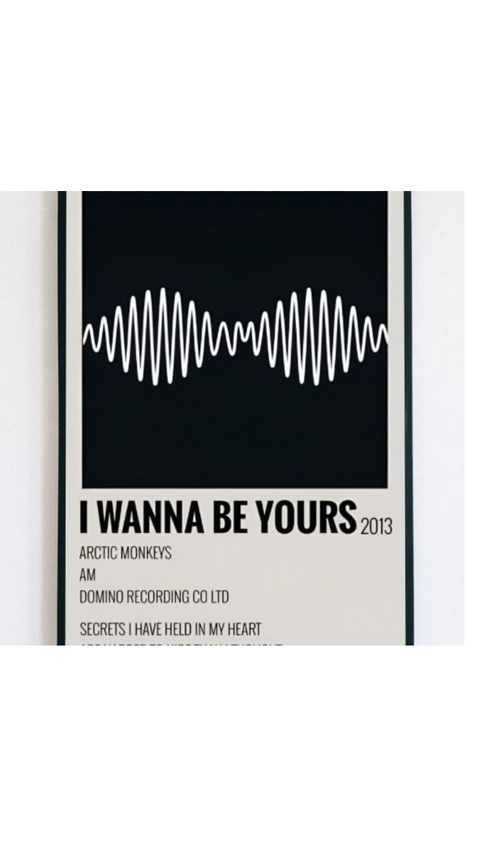 I WANNA BE YOURS 2013
ARCTIC MONKEYS
AM
DOMINO RECORDING CO LTD
SECRETS I HAVE HELD IN MY HEART